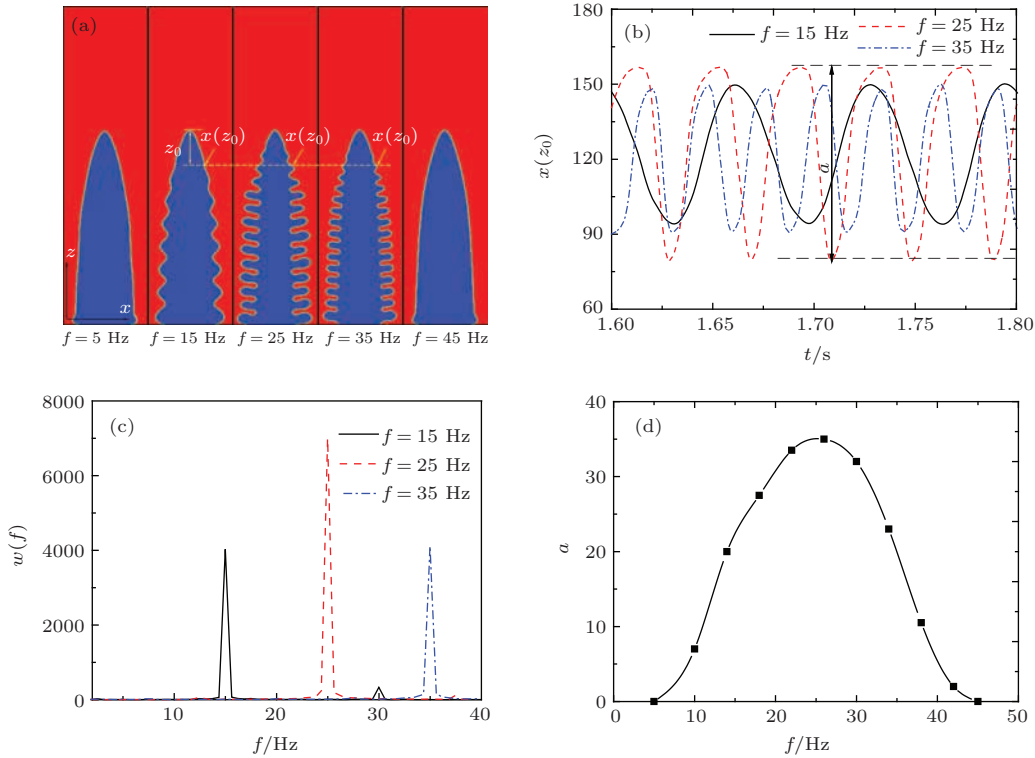 (a)
x(z₀) x(z₀) x(z₀)
z₀
z
x
f = 5 Hz f = 15 Hz f = 25 Hz f = 35 Hz f = 45 Hz
(b)
f = 15 Hz f = 25 Hz
f = 35 Hz
180
150
120
90
60
x(z₀)
a
1.60 1.65 1.70 1.75 1.80
t/s
(c)
f = 15 Hz
f = 25 Hz
f = 35 Hz
8000
6000
4000
2000
0
w(f)
10 20 30 40
f/Hz
(d)
40
30
20
10
0
a
0 10 20 30 40 50
f/Hz